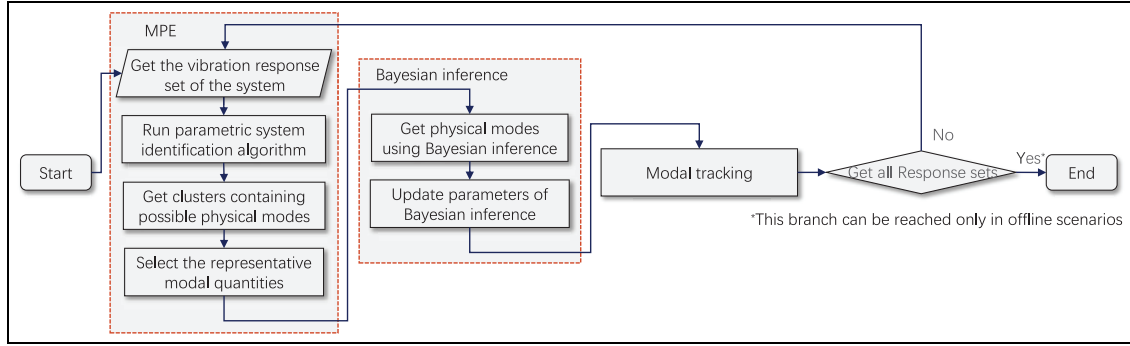 MPE
Get the vibration response
set of the system
Run parametric system
identification algorithm
Get clusters containing
possible physical modes
Select the representative
modal quantities
Start
Bayesian inference
Get physical modes
using Bayesian inference
Update parameters of
Bayesian inference
Modal tracking
No
Get all Response sets
Yes*
End
*This branch can be reached only in offline scenarios